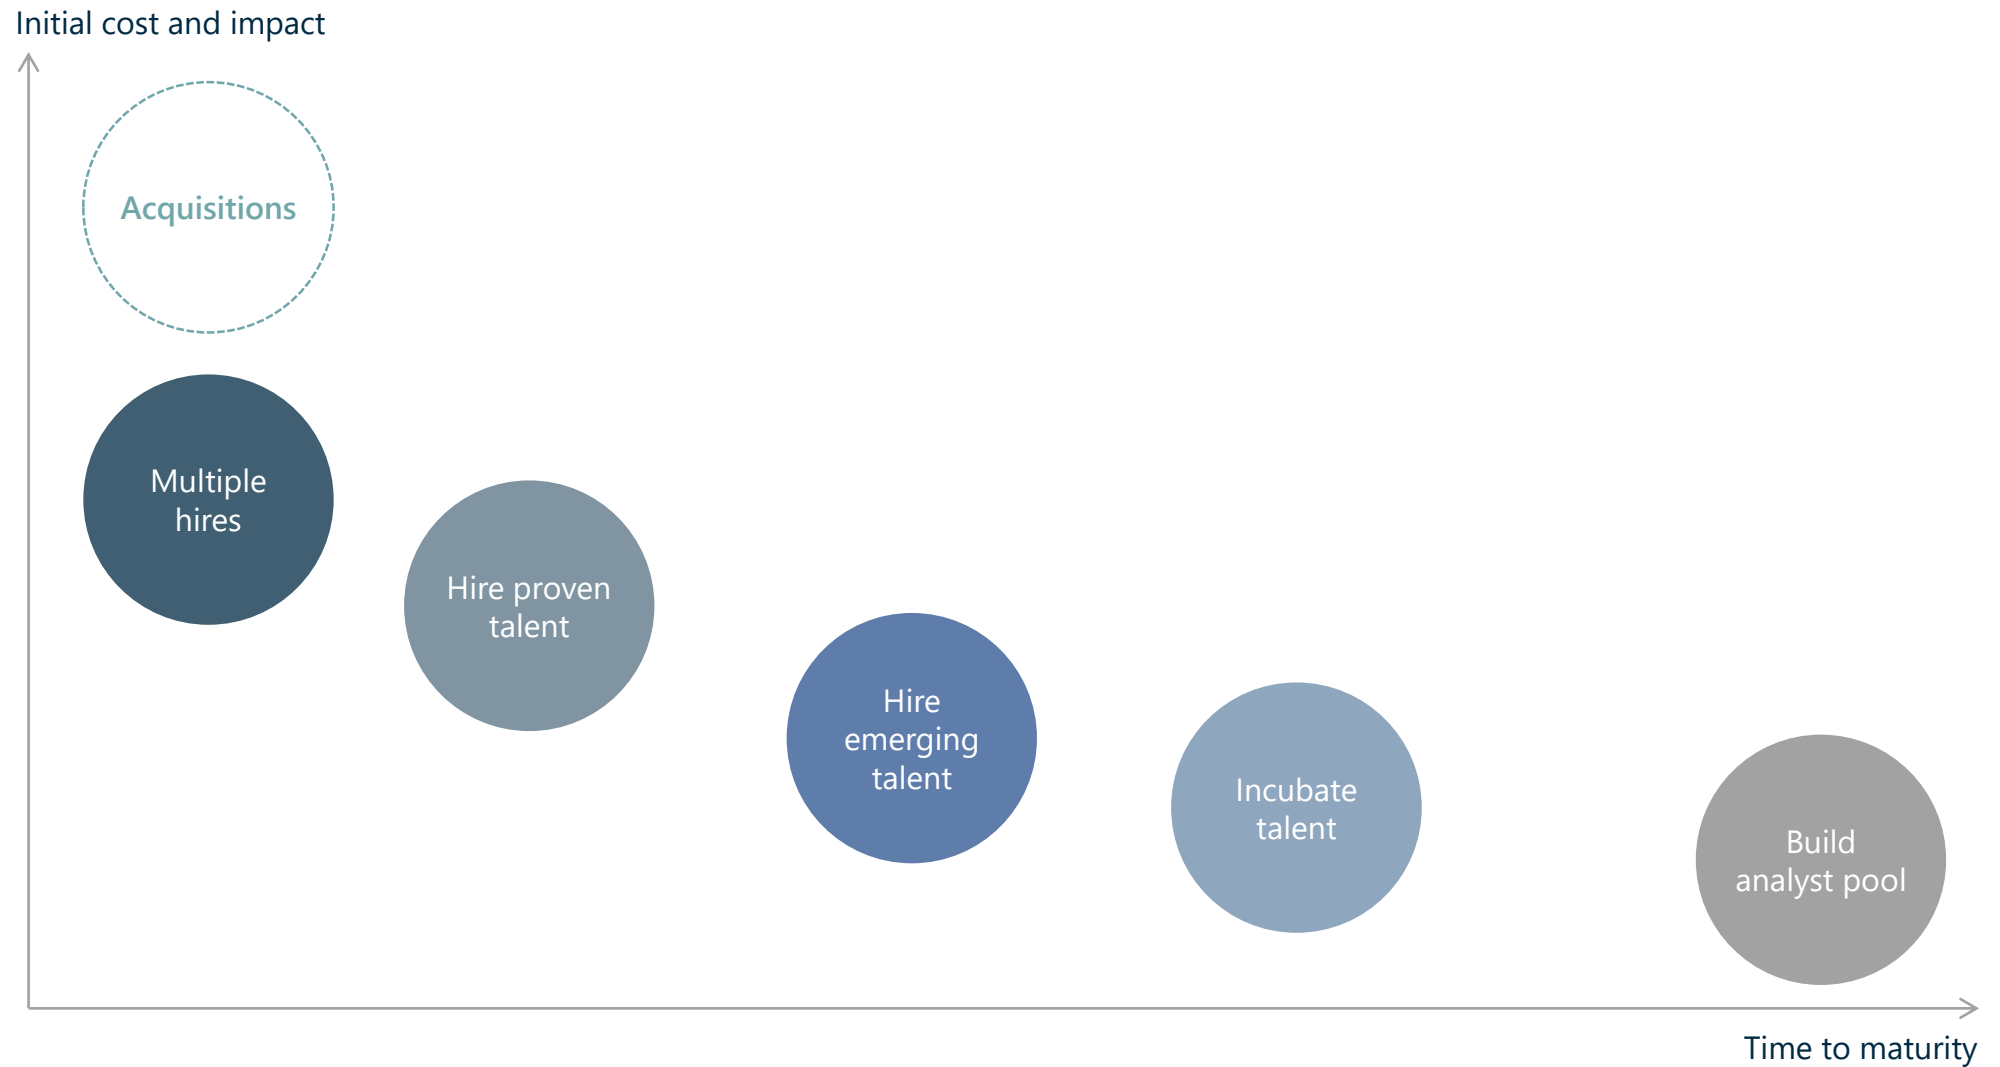 Initial cost and impact
Acquisitions
Multiple
hires
Hire proven
talent
Hire
emerging
talent
Incubate
talent
Build
analyst pool
Time to maturity